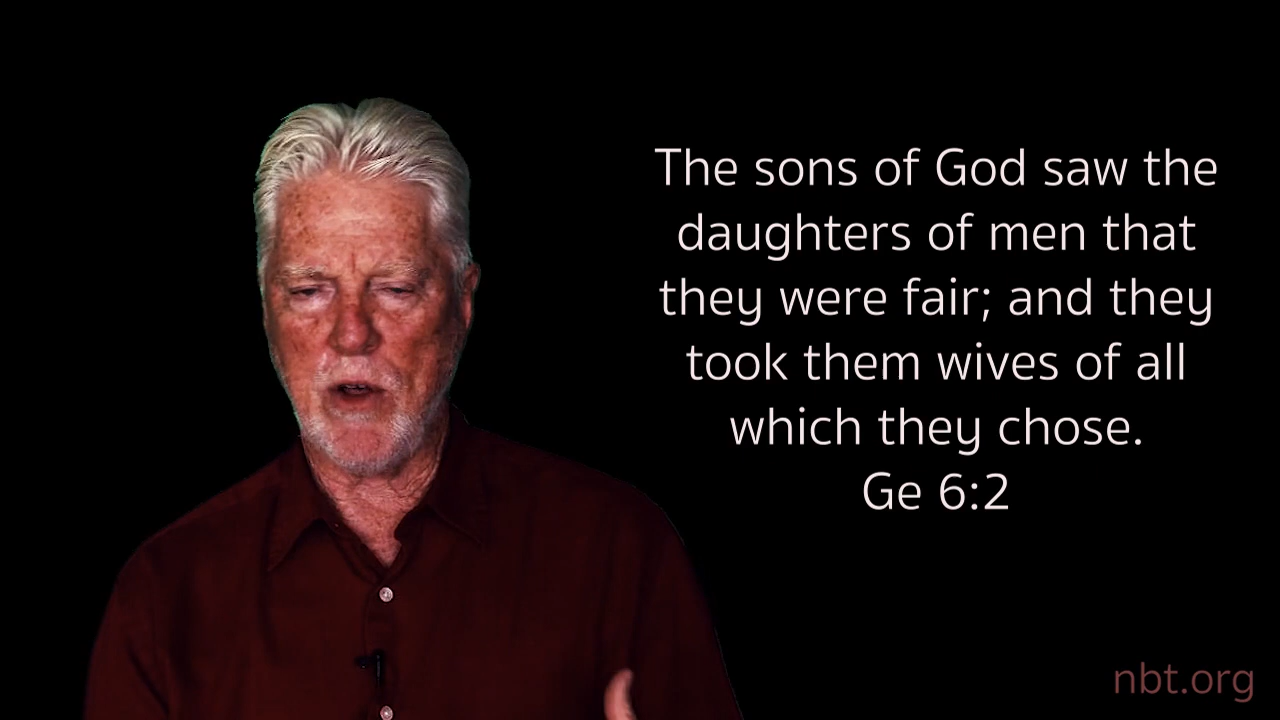 The sons of God saw the
daughters of men that
they were fair; and they
took them wives of all
which they chose.
Ge 6:2
nbt.org